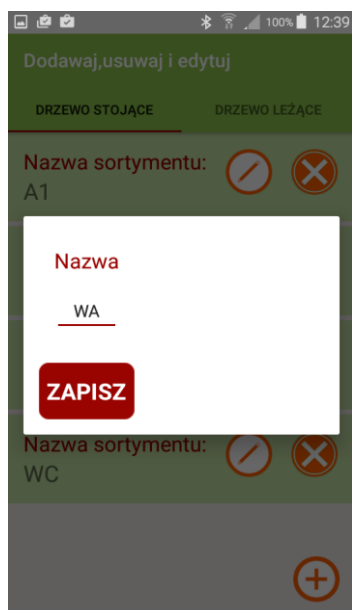 100% 12:39
Dodawaj,usuwaj i edytuj
DRZEWO STOJĄCE DRZEWO LEŻĄCE
Nazwa sortymentu:
A1
Nazwa
WA
ZAPISZ
Nazwa sortymentu:
WC